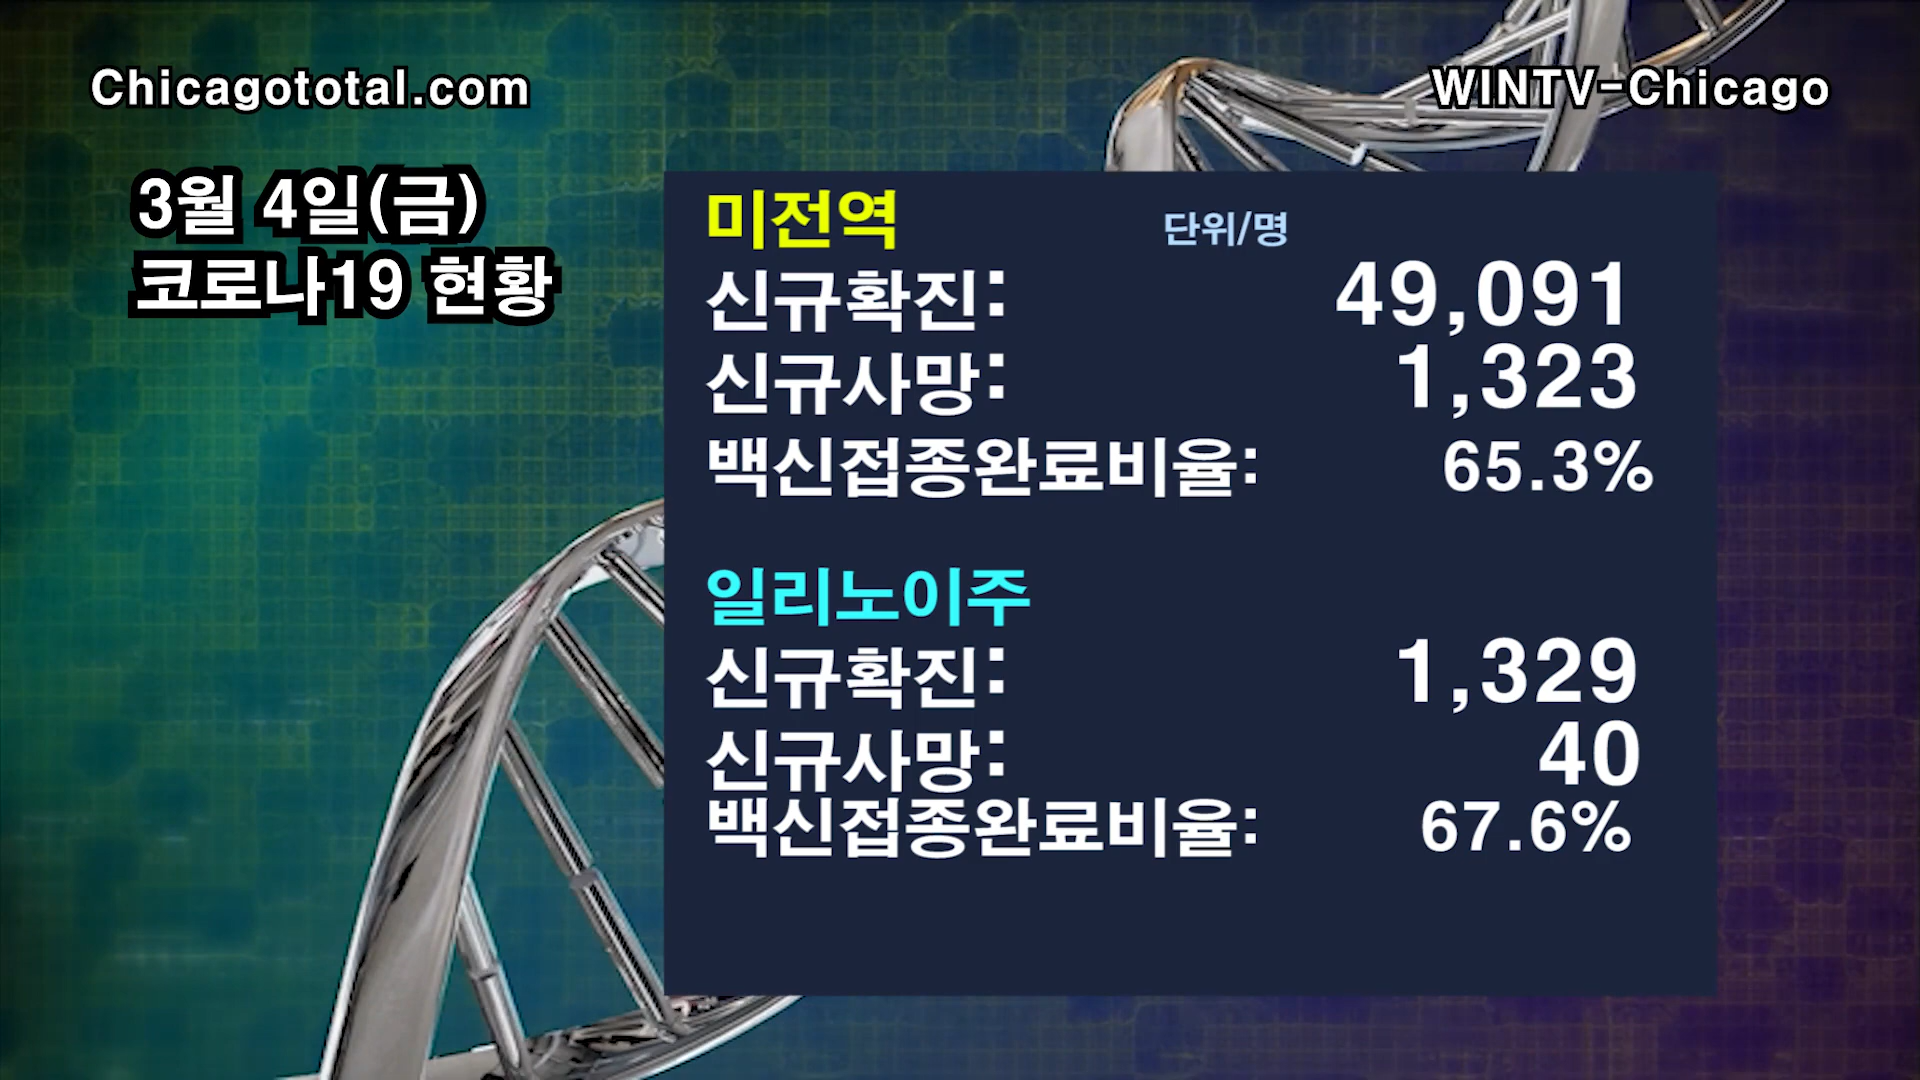 Chicagototal.com
WINTV-Chicago
3월 4일(금)
코로나19 현황
미전역 단위/명
신규확진: 49,091
신규사망: 1,323
백신접종완료비율: 65.3%
일리노이주
신규확진: 1,329
신규사망: 40
백신접종완료비율: 67.6%